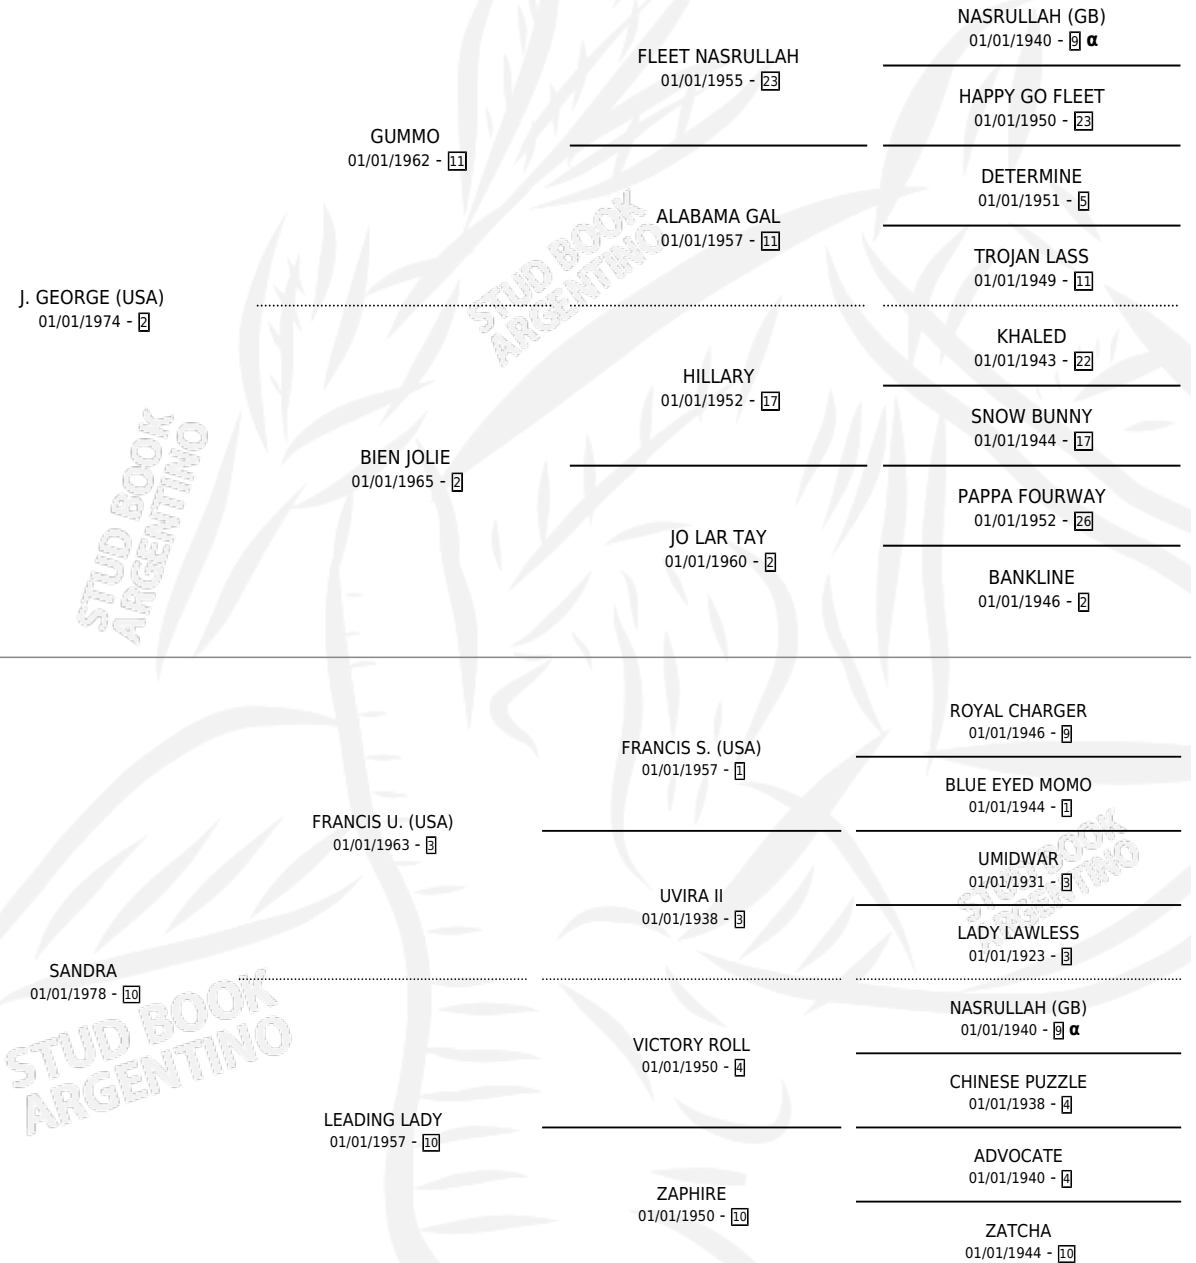 NASRULLAH (GB)
01/01/1940 - 9 α
FLEET NASRULLAH
01/01/1955 - 23
HAPPY GO FLEET
01/01/1950 - 23
GUMMO
01/01/1962 - 11
DETERMINE
01/01/1951 - 5
ALABAMA GAL
01/01/1957 - 11
TROJAN LASS
01/01/1949 - 11
J. GEORGE (USA)
01/01/1974 - 2
KHALED
01/01/1943 - 22
HILLARY
01/01/1952 - 17
SNOW BUNNY
01/01/1944 - 17
BIEN JOLIE
01/01/1965 - 2
PAPPA FOURWAY
01/01/1952 - 26
JO LAR TAY
01/01/1960 - 2
BANKLINE
01/01/1946 - 2
STUD BOOK
ARGENTINO
STUD BOOK
ARGENTINO
ROYAL CHARGER
01/01/1946 - 9
FRANCIS S. (USA)
01/01/1957 - 1
BLUE EYED MOMO
01/01/1944 - 1
FRANCIS U. (USA)
01/01/1963 - 3
UMIDWAR
01/01/1931 - 3
UVIRA II
01/01/1938 - 3
LADY LAWLESS
01/01/1923 - 3
STUD BOOK
ARGENTINO
SANDRA
01/01/1978 - 10
NASRULLAH (GB)
01/01/1940 - 9 α
VICTORY ROLL
01/01/1950 - 4
CHINESE PUZZLE
01/01/1938 - 4
LEADING LADY
01/01/1957 - 10
ADVOCATE
01/01/1940 - 4
ZAPHIRE
01/01/1950 - 10
ZATCHA
01/01/1944 - 10
STUD BOOK
ARGENTINO